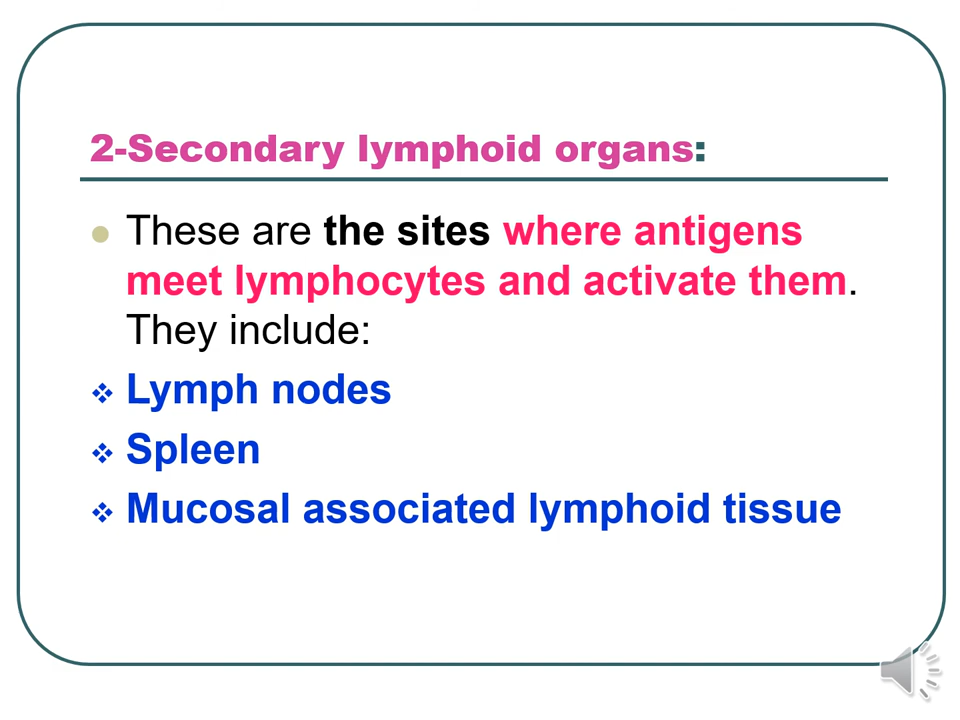 2-Secondary lymphoid organs:
These are the sites where antigens
meet lymphocytes and activate them.
They include:
Lymph nodes
Spleen
Mucosal associated lymphoid tissue